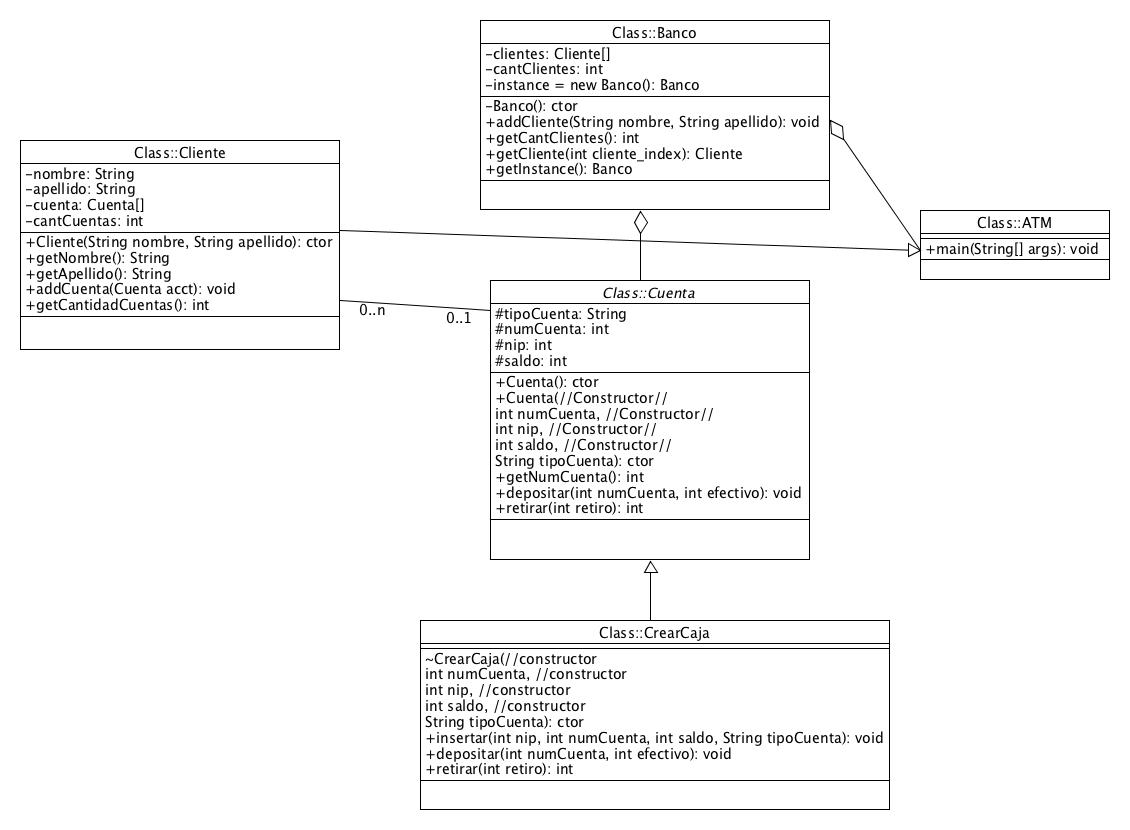 Class::Banco
-clientes: Cliente[]
-cantClientes: int
-instance = new Banco(): Banco
-Banco(): ctor
+addCliente(String nombre, String apellido): void
+getCantClientes(): int
+getCliente(int cliente_index): Cliente
+getInstance(): Banco
Class::Cliente
-nombre: String
-apellido: String
-cuenta: Cuenta[]
-cantCuentas: int
+Cliente(String nombre, String apellido): ctor
+getNombre(): String
+getApellido(): String
+addCuenta(Cuenta acct): void
+getCantidadCuentas(): int
Class::ATM
+main(String[] args): void
0..n
0..1
Class::Cuenta
#tipoCuenta: String
#numCuenta: int
#nip: int
#saldo: int
+Cuenta(): ctor
+Cuenta(//Constructor//
int numCuenta, //Constructor//
int nip, //Constructor//
int saldo, //Constructor//
String tipoCuenta): ctor
+getNumCuenta(): int
+depositar(int numCuenta, int efectivo): void
+retirar(int retiro): int
Class::CrearCaja
~CrearCaja(//constructor
int numCuenta, //constructor
int nip, //constructor
int saldo, //constructor
String tipoCuenta): ctor
+insertar(int nip, int numCuenta, int saldo, String tipoCuenta): void
+depositar(int numCuenta, int efectivo): void
+retirar(int retiro): int